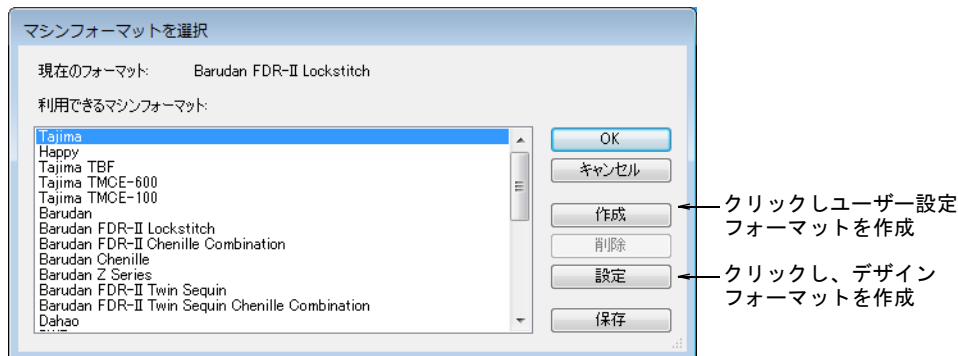 マシンフォーマットを選択
現在のフォーマット: Barudan FDR-II Lockstitch
利用できるマシンフォーマット:
Tajima
Happy
Tajima TBF
Tajima TMCE-600
Tajima TMCE-100
Barudan
Barudan FDR-II Lockstitch
Barudan FDR-II Chenille Combination
Barudan Chenille
Barudan Z Series
Barudan FDR-II Twin Sequin
Barudan FDR-II Twin Sequin Chenille Combination
Dahao
OK
キャンセル
作成
削除
設定
保存
クリックしユーザー設定
フォーマットを作成
クリックし、デザイン
フォーマットを作成